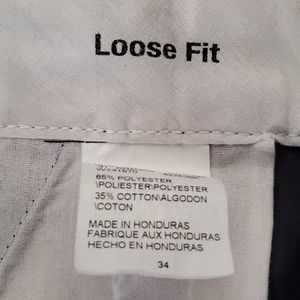 Loose Fit
65% POLYESTER
\POLIESTER\POLYESTER
35% COTTON\ALGODON
\COTON
MADE IN HONDURAS
FABRIQUE AUX HONDURAS
HECHO EN HONDURAS
34